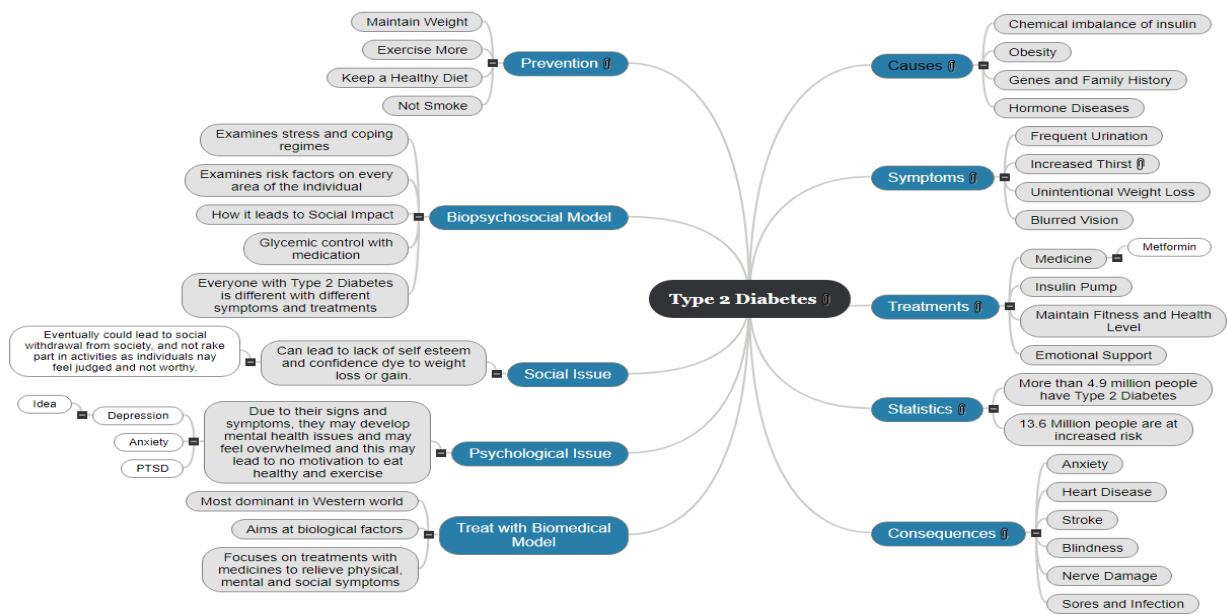 Type 2 Diabetes
Prevention
Maintain Weight
Exercise More
Keep a Healthy Diet
Not Smoke
Biopsychosocial Model
Examines stress and coping
regimes
Examines risk factors on every
area of the individual
How it leads to Social Impact
Glycemic control with
medication
Everyone with Type 2 Diabetes
is different with different
symptoms and treatments
Social Issue
Can lead to lack of self esteem
and confidence dye to weight
loss or gain.
Eventually could lead to social
withdrawal from society, and not rake
part in activities as individuals nay
feel judged and not worthy.
Psychological Issue
Due to their signs and
symptoms, they may develop
mental health issues and may
feel overwhelmed and this may
lead to no motivation to eat
healthy and exercise
Depression
Idea
Anxiety
PTSD
Treat with Biomedical
Model
Most dominant in Western world
Aims at biological factors
Focuses on treatments with
medicines to relieve physical,
mental and social symptoms
Causes
Chemical imbalance of insulin
Obesity
Genes and Family History
Hormone Diseases
Symptoms
Frequent Urination
Increased Thirst
Unintentional Weight Loss
Blurred Vision
Treatments
Medicine
Metformin
Insulin Pump
Maintain Fitness and Health
Level
Emotional Support
Statistics
More than 4.9 million people
have Type 2 Diabetes
13.6 Million people are at
increased risk
Consequences
Anxiety
Heart Disease
Stroke
Blindness
Nerve Damage
Sores and Infection